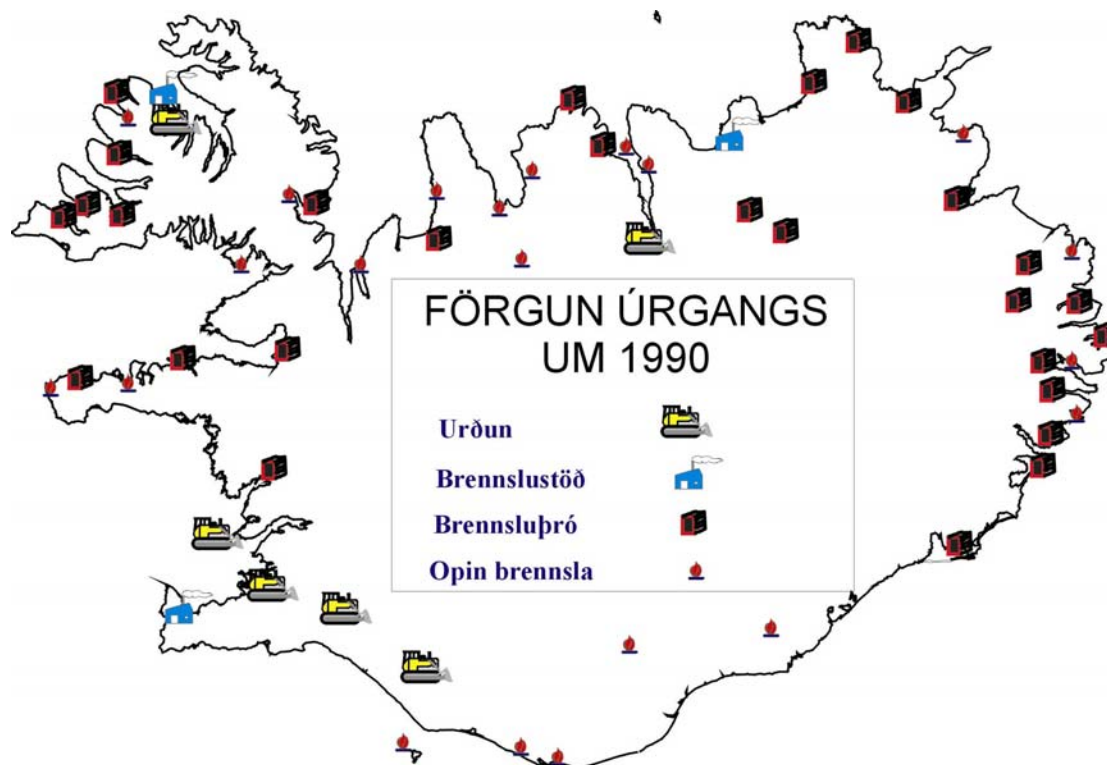 FÖRGUN ÚRGANGS
UM 1990
Urðun
Brennslustöð
Brennsluþró
Opin brennsla